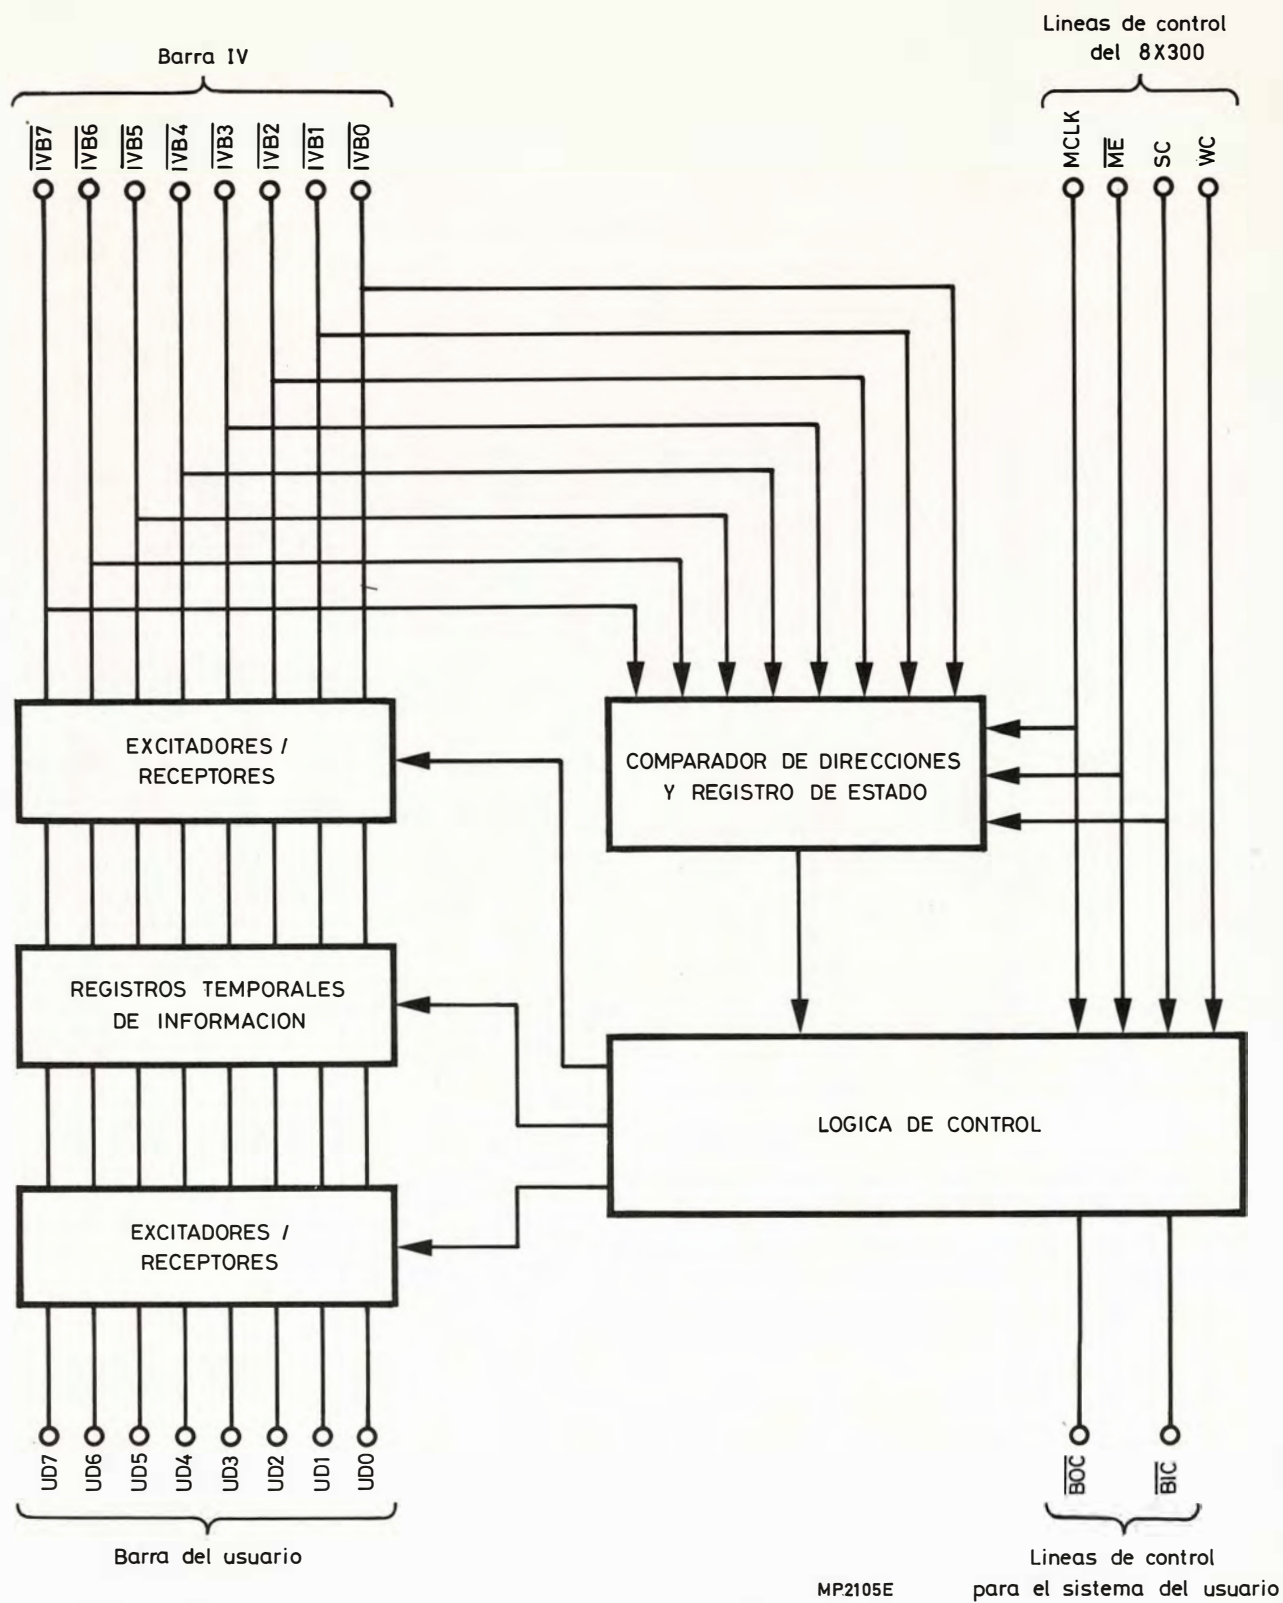 Barra IV
Lineas de control
del 8X300
IVB7 IVB6 IVB5 IVB4 IVB3 IVB2 IVB1 IVB0
MCLK ME SC WC
EXCITADORES /
RECEPTORES
COMPARADOR DE DIRECCIONES
Y REGISTRO DE ESTADO
REGISTROS TEMPORALES
DE INFORMACION
LOGICA DE CONTROL
EXCITADORES /
RECEPTORES
UD7 UD6 UD5 UD4 UD3 UD2 UD1 UD0
BOC BIC
Barra del usuario
Lineas de control
para el sistema del usuario
MP.2105E